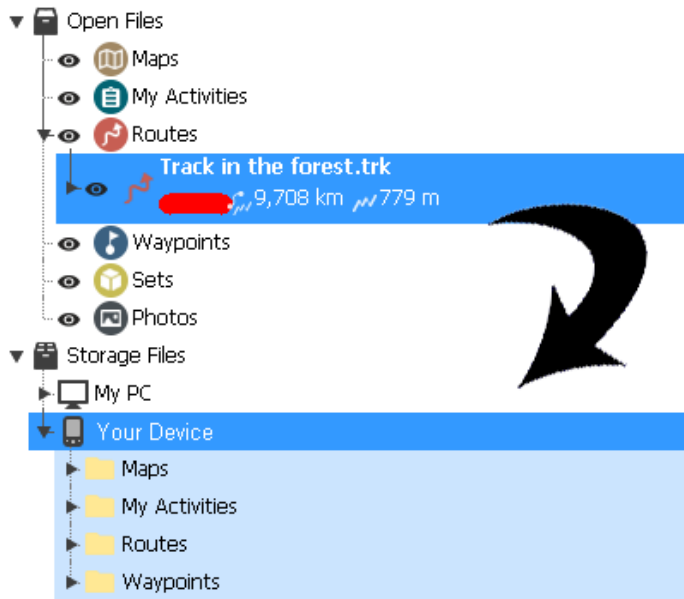 Open Files
Maps
My Activities
Routes
Track in the forest.trk
9,708 km 779 m
Waypoints
Sets
Photos
Storage Files
My PC
Your Device
Maps
My Activities
Routes
Waypoints